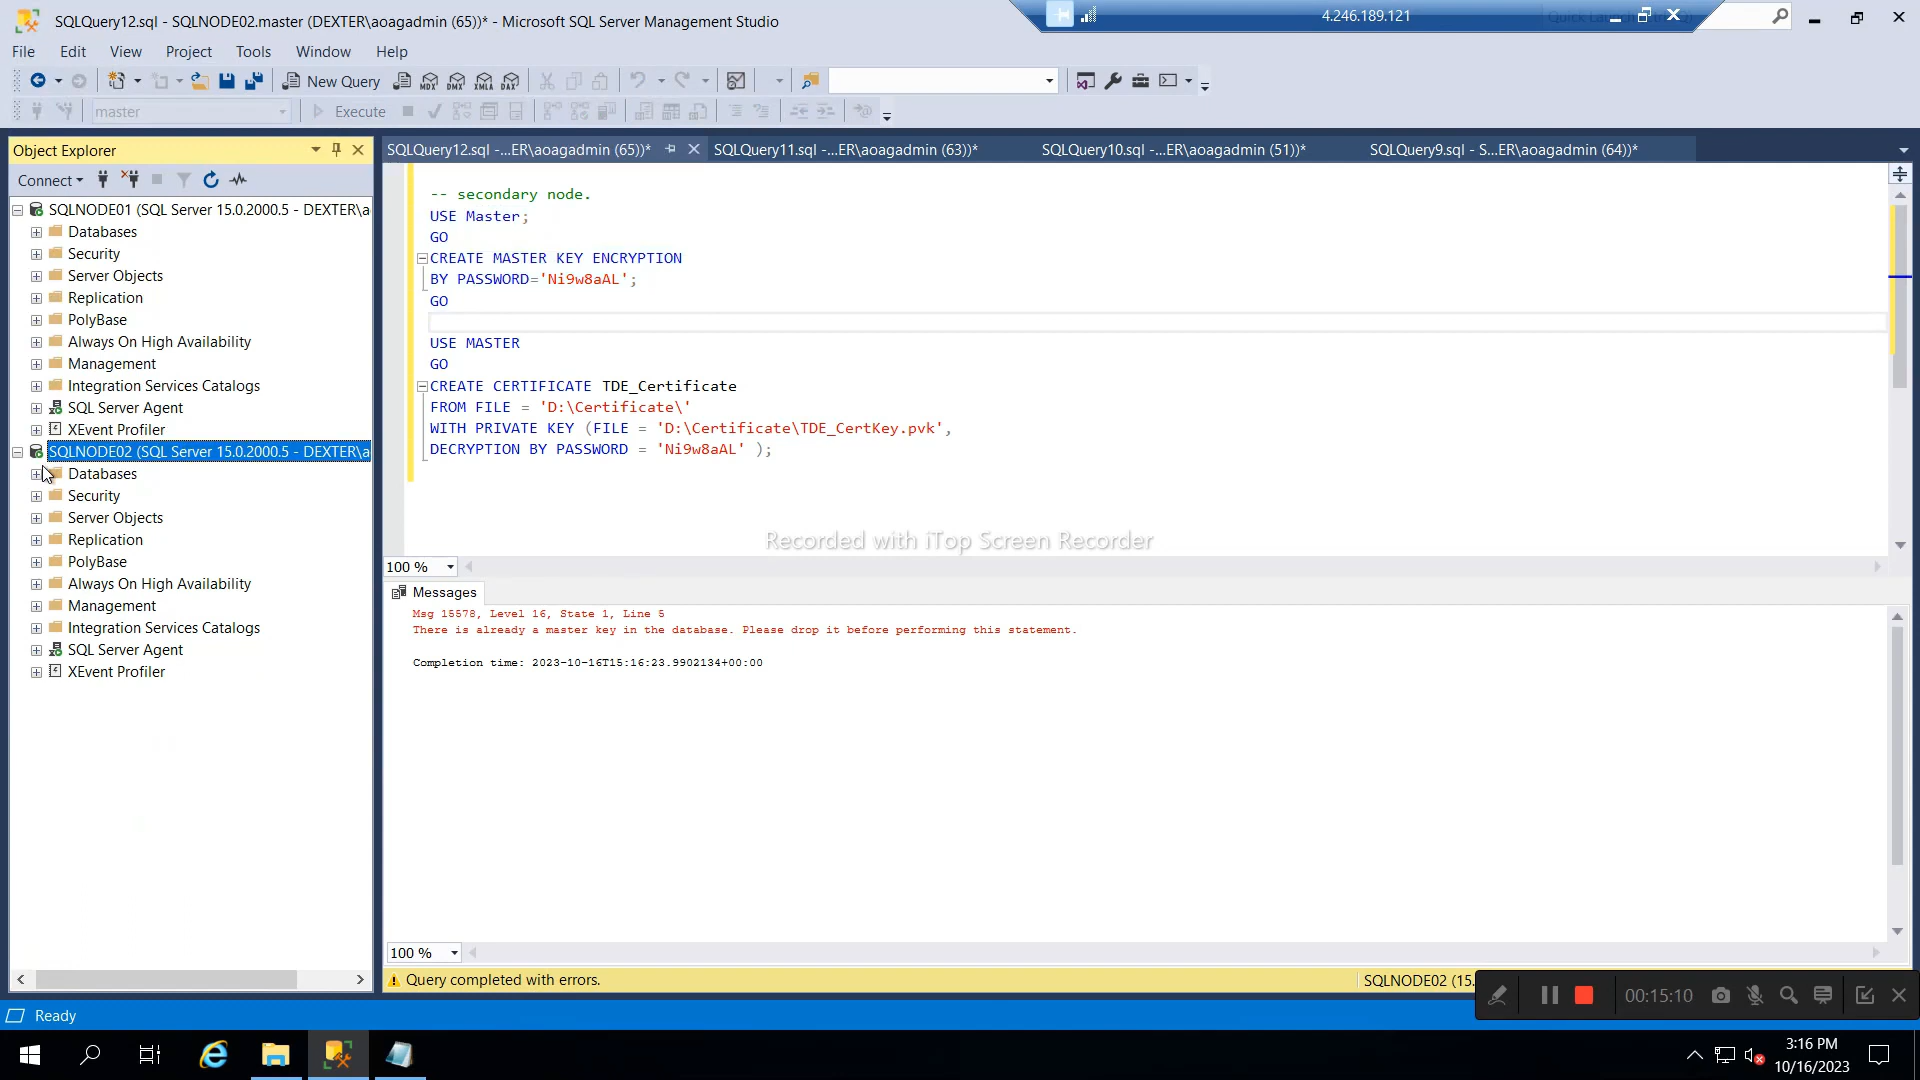 SQLQuery12.sql - SQLNODE02.master (DEXTER\aoagadmin (65))* - Microsoft SQL Server Management Studio
4.246.189.121
File Edit View Project Tools Window Help
New Query
MDX DMX XMLA DAX
master
Execute
Object Explorer
Connect
SQLNODE01 (SQL Server 15.0.2000.5 - DEXTER\a
Databases
Security
Server Objects
Replication
PolyBase
Always On High Availability
Management
Integration Services Catalogs
SQL Server Agent
XEvent Profiler
SQLNODE02 (SQL Server 15.0.2000.5 - DEXTER\a
Databases
Security
Server Objects
Replication
PolyBase
Always On High Availability
Management
Integration Services Catalogs
SQL Server Agent
XEvent Profiler
SQLQuery12.sql -...ER\aoagadmin (65))*
SQLQuery11.sql -...ER\aoagadmin (63))*
SQLQuery10.sql -...ER\aoagadmin (51))*
SQLQuery9.sql - S...ER\aoagadmin (64))*
-- secondary node.
USE Master;
GO
CREATE MASTER KEY ENCRYPTION
BY PASSWORD='Ni9w8aAL';
GO
USE MASTER
GO
CREATE CERTIFICATE TDE_Certificate
FROM FILE = 'D:\Certificate\'
WITH PRIVATE KEY (FILE = 'D:\Certificate\TDE_CertKey.pvk',
DECRYPTION BY PASSWORD = 'Ni9w8aAL' );
Recorded with iTop Screen Recorder
100 %
Messages
Msg 15578, Level 16, State 1, Line 5
There is already a master key in the database. Please drop it before performing this statement.
Completion time: 2023-10-16T15:16:23.9902134+00:00
100 %
Query completed with errors.
SQLNODE02 (15.
00:15:10
Ready
3:16 PM
10/16/2023